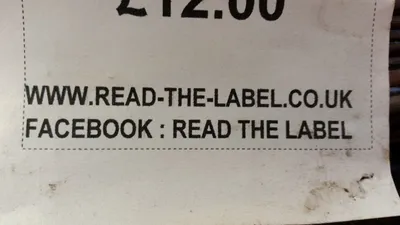 £12.00
WWW.READ-THE-LABEL.CO.UK
FACEBOOK : READ THE LABEL